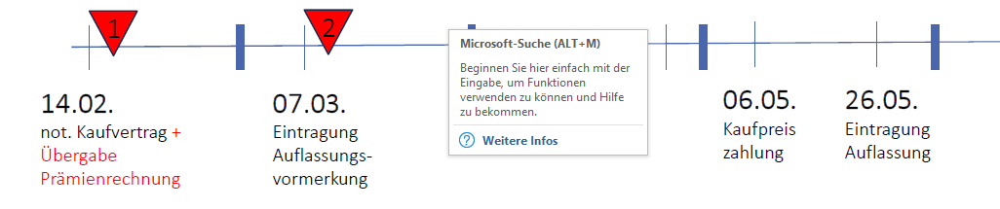 1
2
Microsoft-Suche (ALT+M)
Beginnen Sie hier einfach mit der
Eingabe, um Funktionen
verwenden zu können und Hilfe
zu bekommen.
Weitere Infos
14.02.
not. Kaufvertrag +
Übergabe
Prämienrechnung
07.03.
Eintragung
Auflassungs-
vormerkung
06.05.
Kaufpreis
zahlung
26.05.
Eintragung
Auflassung